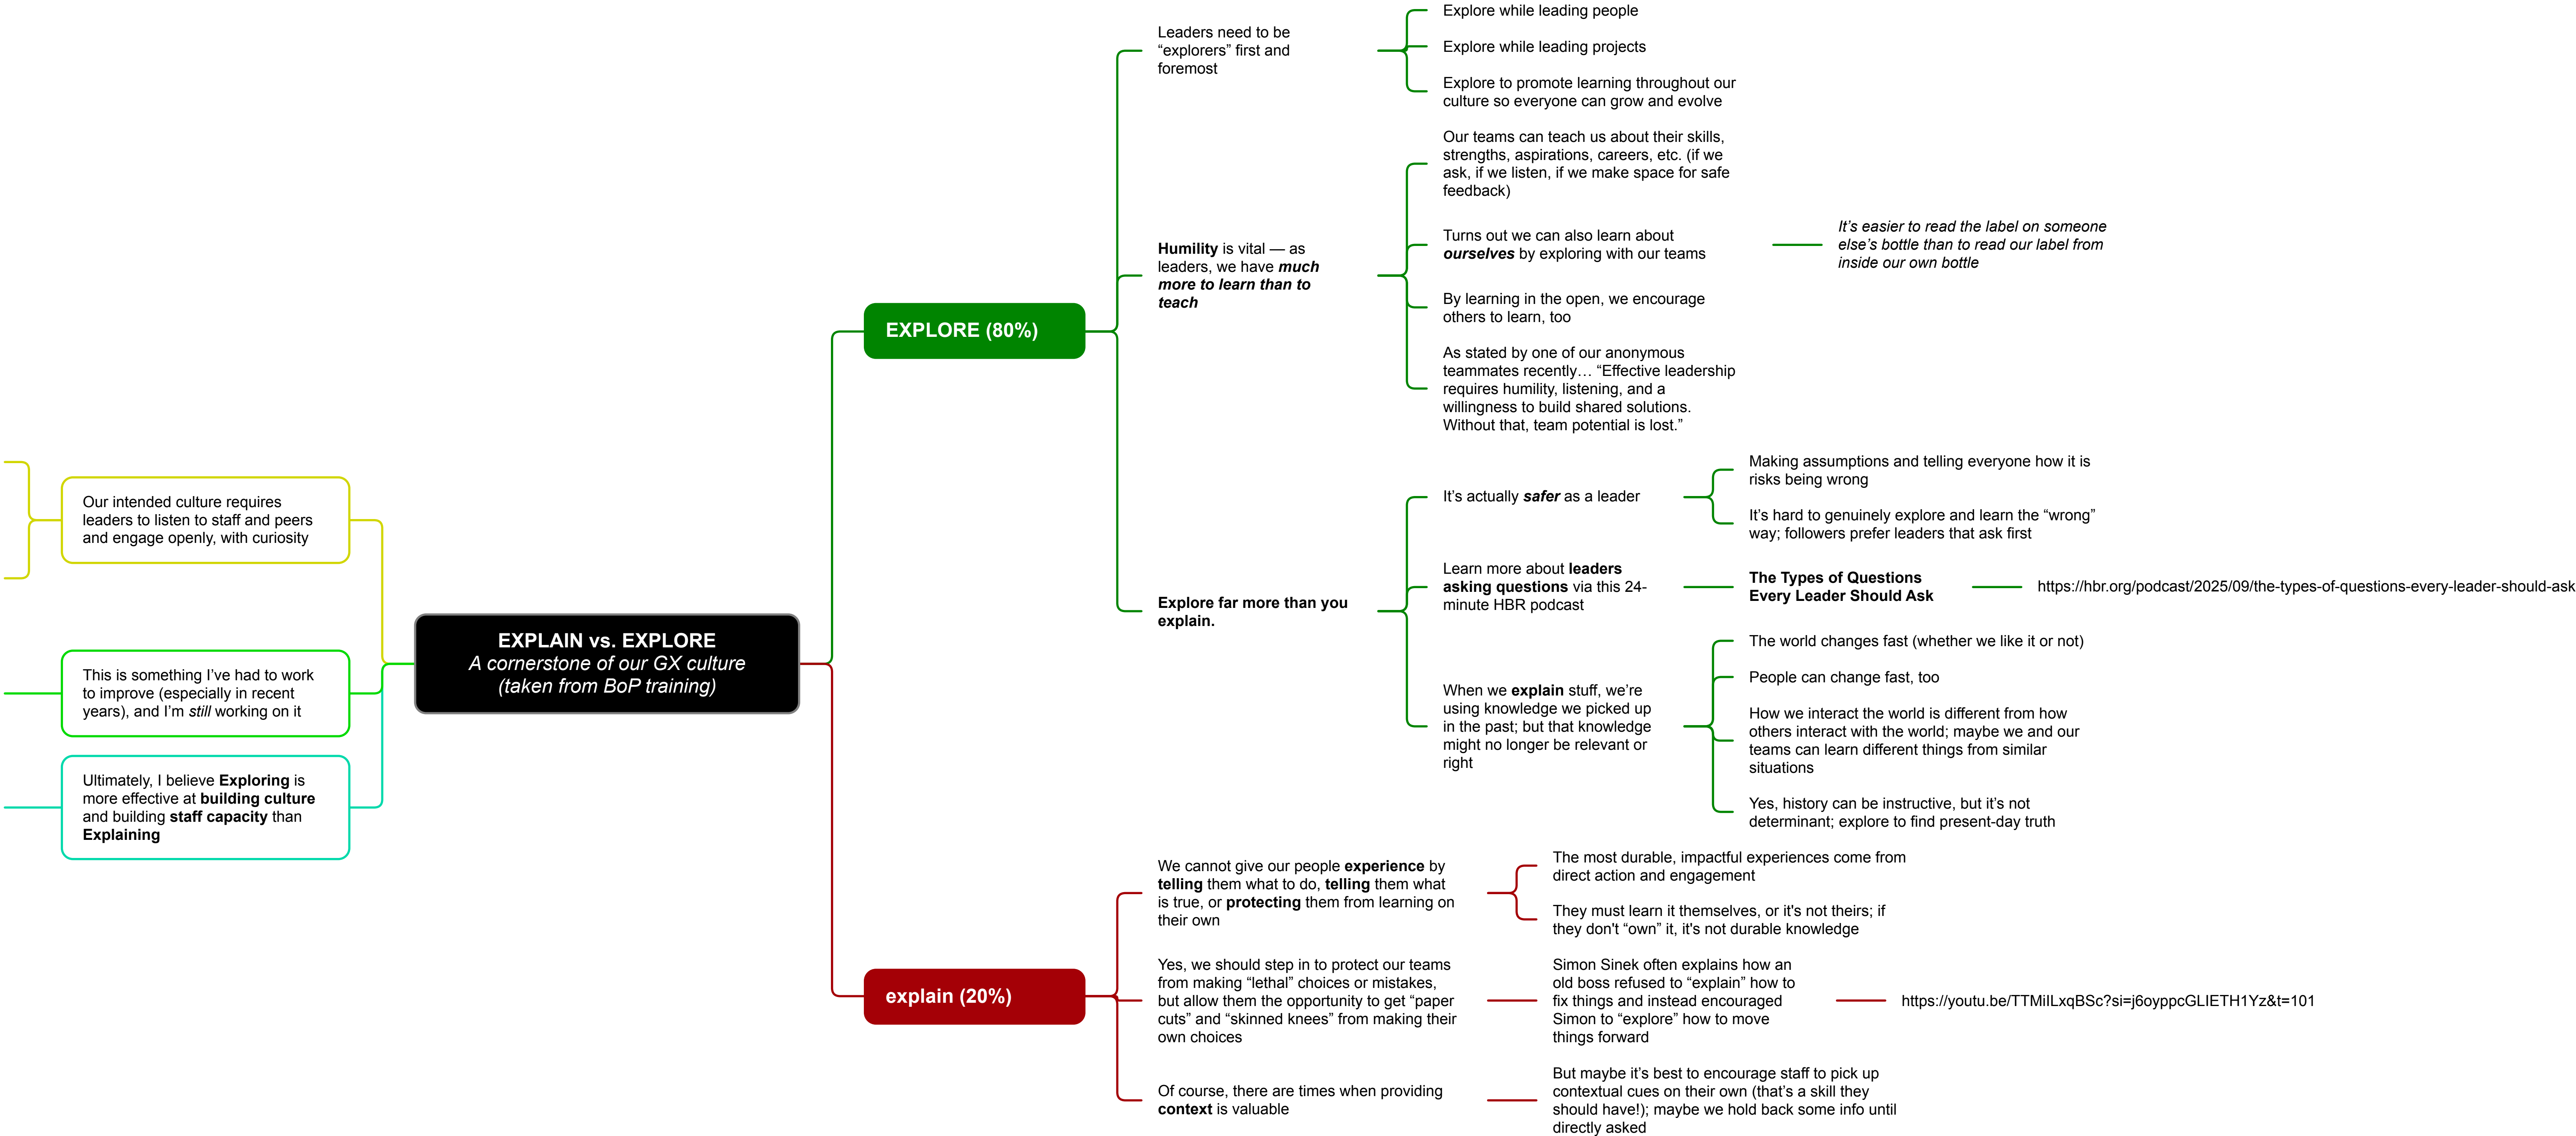 Our intended culture requires
leaders to listen to staff and peers
and engage openly, with curiosity
This is something I’ve had to work
to improve (especially in recent
years), and I’m still working on it
Ultimately, I believe Exploring is
more effective at building culture
and building staff capacity than
Explaining
EXPLAIN vs. EXPLORE
A cornerstone of our GX culture
(taken from BoP training)
EXPLORE (80%)
Leaders need to be
“explorers” first and
foremost
Explore while leading people
Explore while leading projects
Explore to promote learning throughout our
culture so everyone can grow and evolve
Humility is vital — as
leaders, we have much
more to learn than to
teach
Our teams can teach us about their skills,
strengths, aspirations, careers, etc. (if we
ask, if we listen, if we make space for safe
feedback)
Turns out we can also learn about
ourselves by exploring with our teams
It’s easier to read the label on someone
else’s bottle than to read our label from
inside our own bottle
By learning in the open, we encourage
others to learn, too
As stated by one of our anonymous
teammates recently… “Effective leadership
requires humility, listening, and a
willingness to build shared solutions.
Without that, team potential is lost.”
Explore far more than you
explain.
It’s actually safer as a leader
Making assumptions and telling everyone how it is
risks being wrong
It’s hard to genuinely explore and learn the “wrong”
way; followers prefer leaders that ask first
Learn more about leaders
asking questions via this 24-
minute HBR podcast
The Types of Questions
Every Leader Should Ask
https://hbr.org/podcast/2025/09/the-types-of-questions-every-leader-should-ask
When we explain stuff, we’re
using knowledge we picked up
in the past; but that knowledge
might no longer be relevant or
right
The world changes fast (whether we like it or not)
People can change fast, too
How we interact the world is different from how
others interact with the world; maybe we and our
teams can learn different things from similar
situations
Yes, history can be instructive, but it’s not
determinant; explore to find present-day truth
explain (20%)
We cannot give our people experience by
telling them what to do, telling them what
is true, or protecting them from learning on
their own
The most durable, impactful experiences come from
direct action and engagement
They must learn it themselves, or it's not theirs; if
they don't “own” it, it's not durable knowledge
Yes, we should step in to protect our teams
from making “lethal” choices or mistakes,
but allow them the opportunity to get “paper
cuts” and “skinned knees” from making their
own choices
Simon Sinek often explains how an
old boss refused to “explain” how to
fix things and instead encouraged
Simon to “explore” how to move
things forward
https://youtu.be/TTMiILxqBSc?si=j6oyppcGLIETH1Yz&t=101
Of course, there are times when providing
context is valuable
But maybe it’s best to encourage staff to pick up
contextual cues on their own (that’s a skill they
should have!); maybe we hold back some info until
directly asked